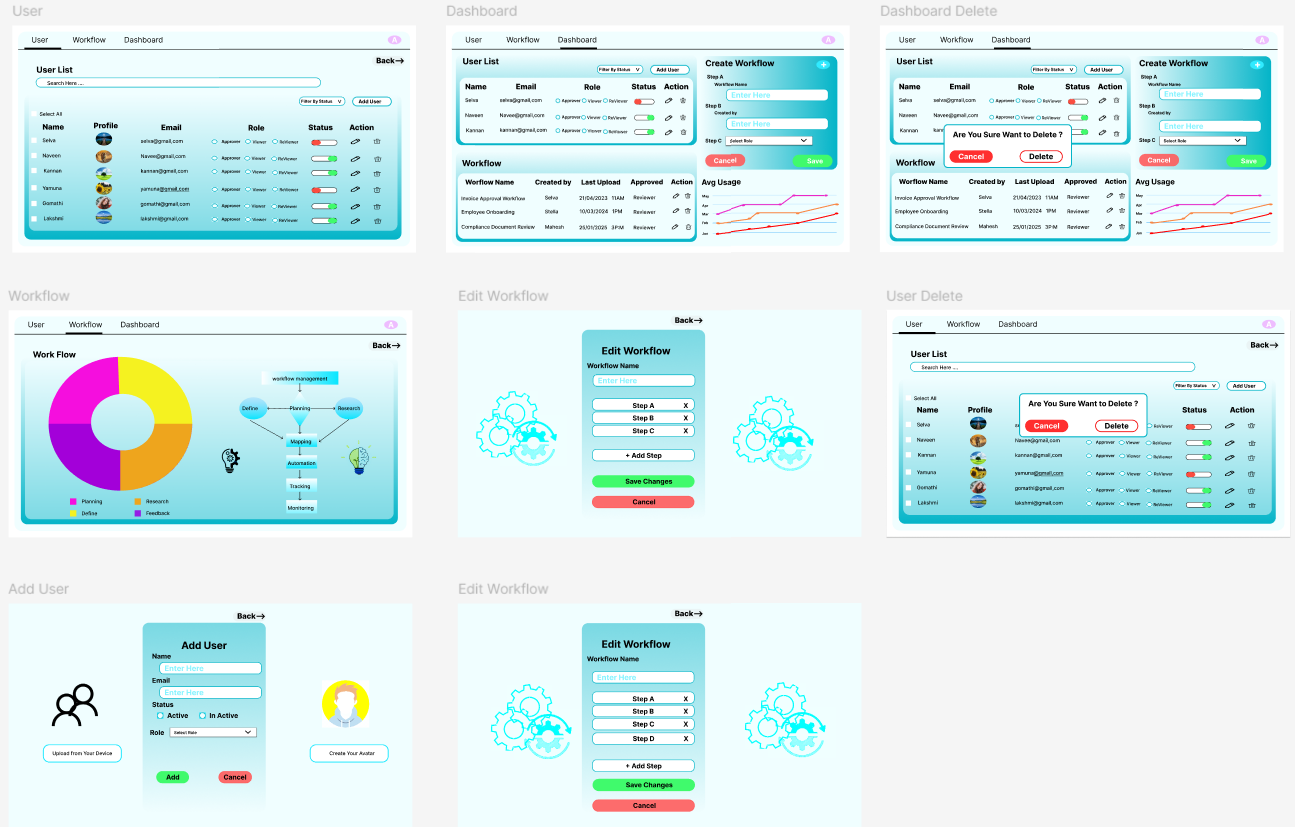 User
User Workflow Dashboard A
Back→
User List
Search Here ....
Filter By Status v Add User
Select All
Name Profile Email Role Status Action
Selva selva@gmail,com Approver Viewer ReViewer
Naveen Navee@gmail,com Approver Viewer ReViewer
Kannan kannan@gmail,com Approver Viewer ReViewer
Yamuna yamuna@gmail.com Approver Viewer ReViewer
Gomathi gomathi@gmail,com Approver Viewer ReViewer
Lakshmi lakshmi@gmail,com Approver Viewer ReViewer
Dashboard
User Workflow Dashboard A
User List
Filter By Status v Add User
Name Email Role Status Action
Selva selva@gmail,com Approver Viewer ReViewer
Naveen Naveen@gmail,com Approver Viewer ReViewer
Kannan kannan@gmail,com Approver Viewer ReViewer
Create Workflow +
Step A
Workflow Name
Enter Here
Step B
Created by
Enter Here
Step C Select Role
Cancel Save
Workflow
Worflow Name Created by Last Upload Approved Action
Invoice Approval Workflow Selva 21/04/2023 11AM Reviewer
Employee Onboarding Stella 10/03/2024 1PM Reviewer
Compliance Document Review Mahesh 25/01/2025 3P:M Reviewer
Avg Usage
May
Apr
Mar
Feb
Jan
Dashboard Delete
User Workflow Dashboard A
User List
Filter By Status v Add User
Name Email Role Status Action
Selva selva@gmail,com Approver Viewer ReViewer
Naveen Naveen@gmail,com Approver Viewer ReViewer
Kannan
Are You Sure Want to Delete ?
Cancel Delete
Create Workflow +
Step A
Workflow Name
Enter Here
Step B
Created by
Enter Here
Step C Select Role
Cancel Save
Workflow
Worflow Name Created by Last Upload Approved Action
Invoice Approval Workflow Selva 21/04/2023 11AM Reviewer
Employee Onboarding Stella 10/03/2024 1PM Reviewer
Compliance Document Review Mahesh 25/01/2025 3P:M Reviewer
Avg Usage
May
Apr
Mar
Feb
Jan
Workflow
User Workflow Dashboard A
Back→
Work Flow
Planning Research
Define Feedback
workflow management
Define Planning Research
Mapping
Automation
Tracking
Monitoring
Edit Workflow
Back→
Edit Workflow
Workflow Name
Enter Here
Step A X
Step B X
Step C X
+ Add Step
Save Changes
Cancel
User Delete
User Workflow Dashboard A
Back→
User List
Search Here ....
Filter By Status v Add User
Select All
Name Profile Status Action
Are You Sure Want to Delete ?
Cancel Delete
Selva ReViewer
Naveen Navee@gmail,com Approver Viewer ReViewer
Kannan kannan@gmail,com Approver Viewer ReViewer
Yamuna yamuna@gmail.com Approver Viewer ReViewer
Gomathi gomathi@gmail,com Approver Viewer ReViewer
Lakshmi lakshmi@gmail,com Approver Viewer ReViewer
Add User
Back→
Add User
Name
Enter Here
Email
Enter Here
Status
Active In Active
Role Select Role
Add Cancel
Upload from Your Device
Create Your Avatar
Edit Workflow
Back→
Edit Workflow
Workflow Name
Enter Here
Step A X
Step B X
Step C X
Step D X
+ Add Step
Save Changes
Cancel